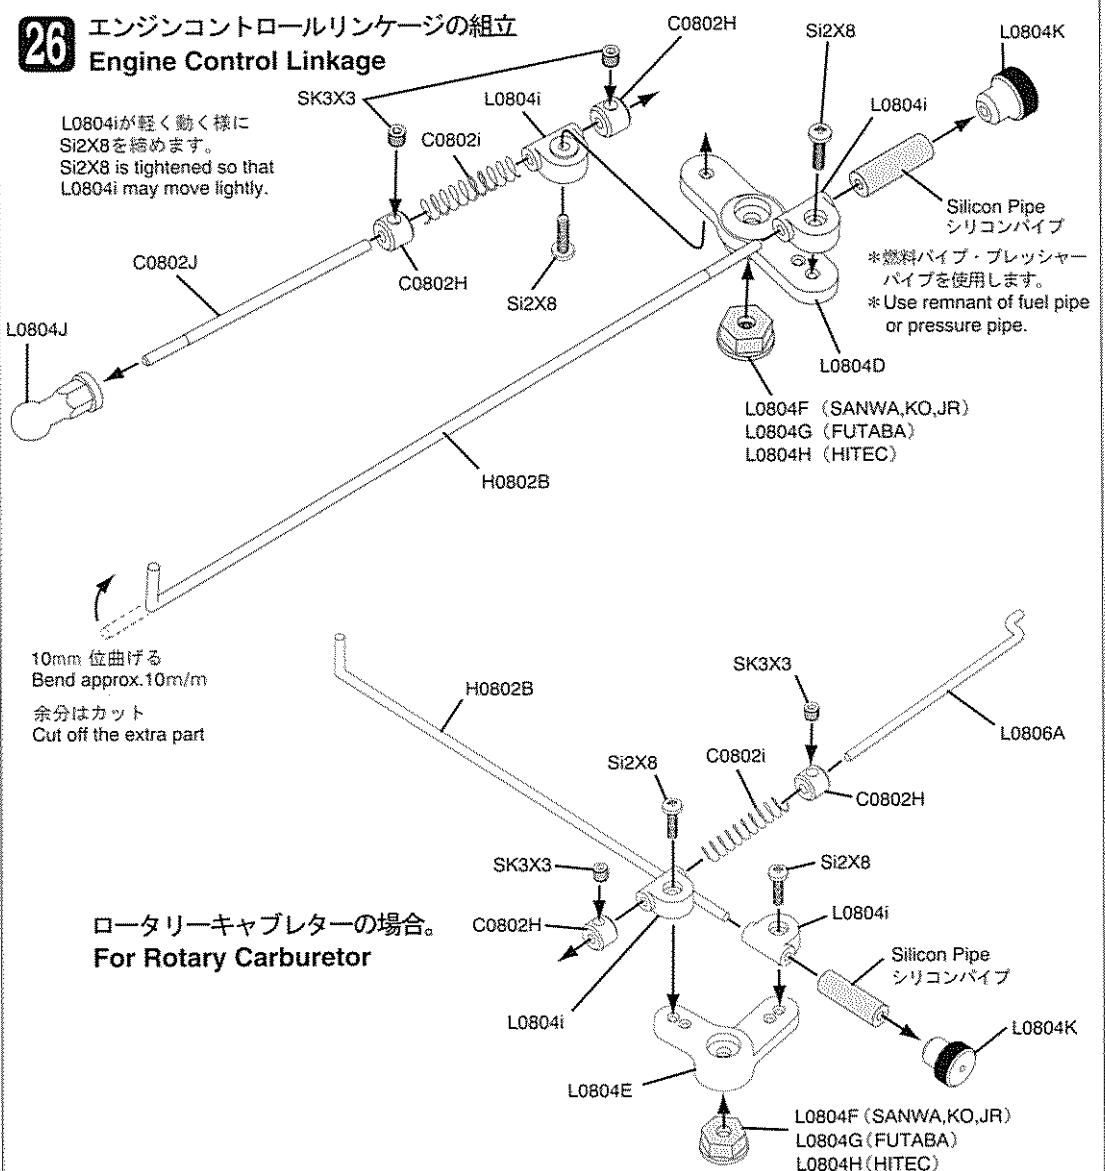 26
エンジンコントロールリンケージの組立
Engine Control Linkage
C0802H
Si2X8
L0804K
SK3X3
L0804i
L0804i
L0804iが軽く動く様に
Si2X8を締めます。
Si2X8 is tightened so that
L0804i may move lightly.
C0802i
Silicon Pipe
シリコンパイプ
C0802J
C0802H
Si2X8
*燃料パイプ・プレッシャー
パイプを使用します。
*Use remnant of fuel pipe
or pressure pipe.
L0804J
L0804D
L0804F (SANWA,KO,JR)
L0804G (FUTABA)
L0804H (HITEC)
H0802B
10mm 位曲げる
Bend approx.10m/m
余分はカット
Cut off the extra part
H0802B
SK3X3
L0806A
Si2X8
C0802i
C0802H
SK3X3
Si2X8
ロータリーキャブレターの場合。
For Rotary Carburetor
C0802H
L0804i
Silicon Pipe
シリコンパイプ
L0804i
L0804K
L0804E
L0804F (SANWA,KO,JR)
L0804G (FUTABA)
L0804H (HITEC)